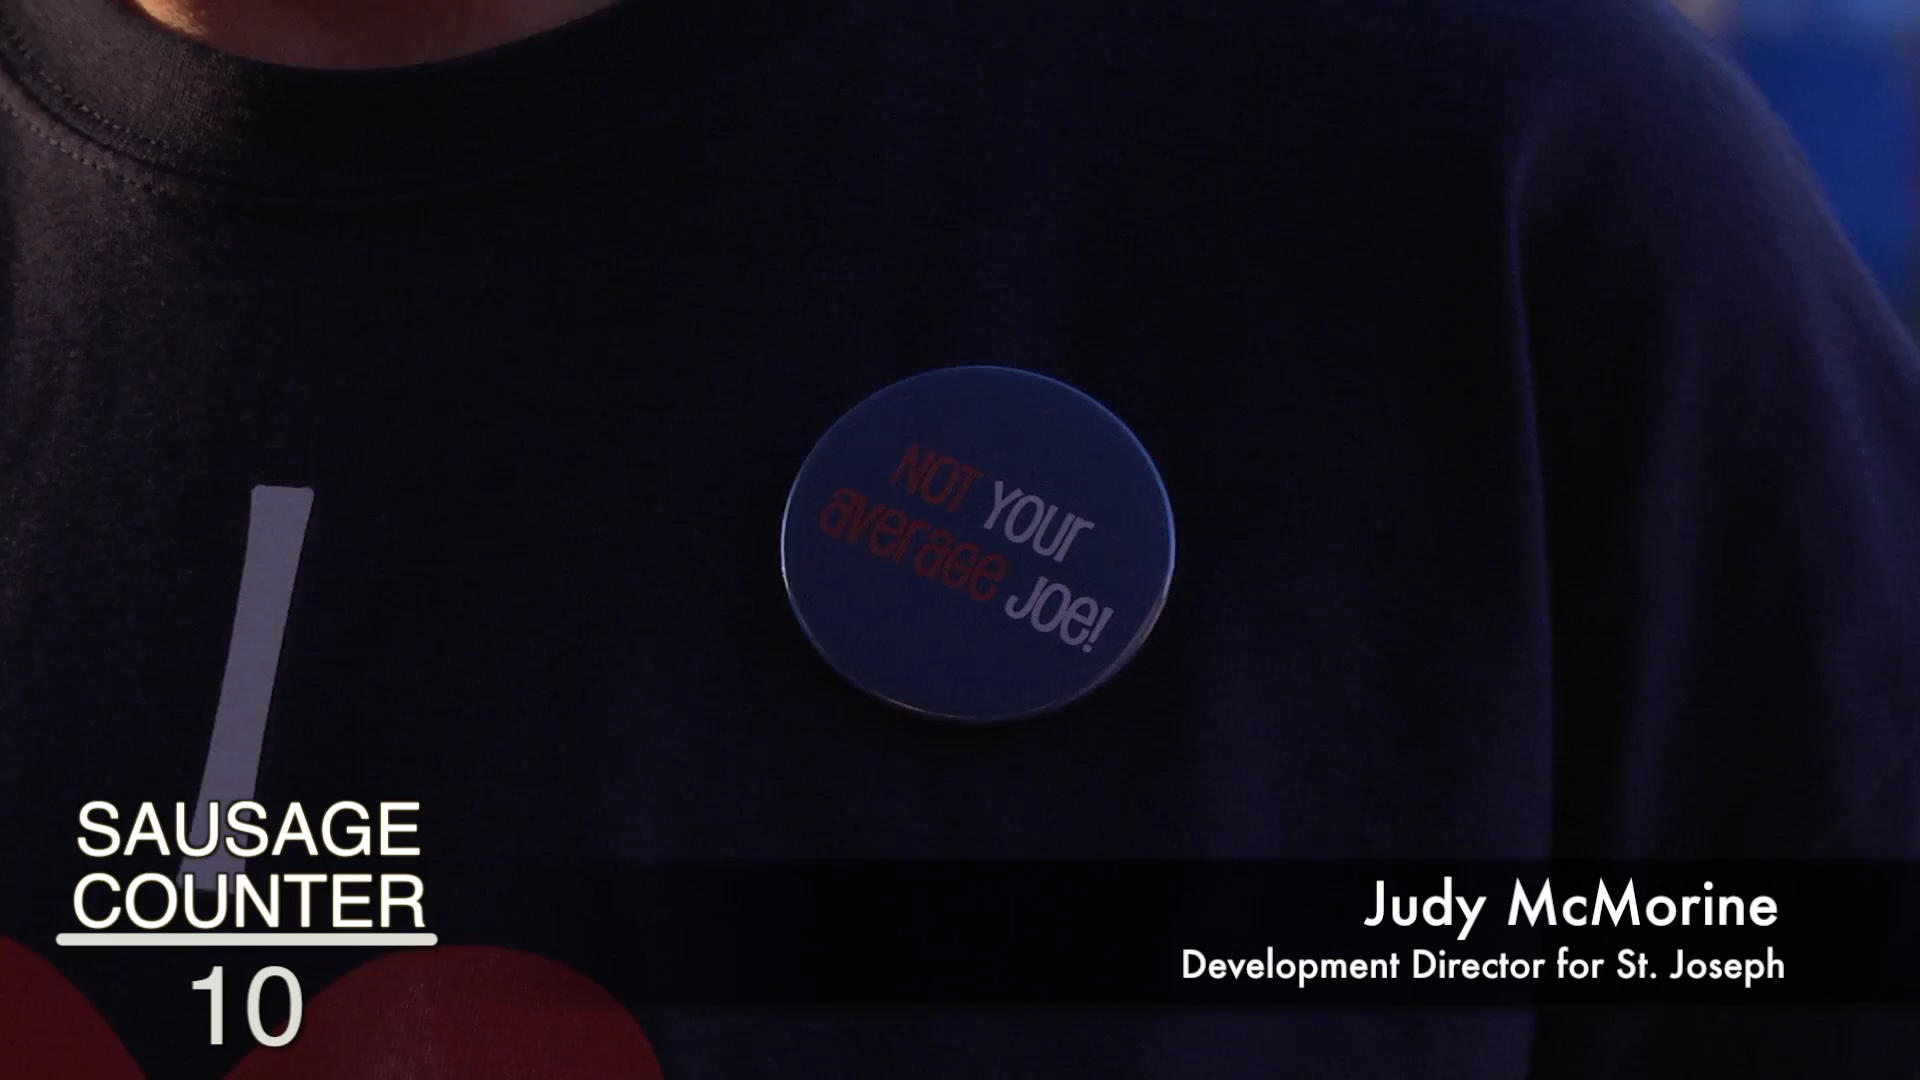 I
NOT YOUr
averaGe JOe!
SAUSAGE
COUNTER
10
Judy McMorine
Development Director for St. Joseph